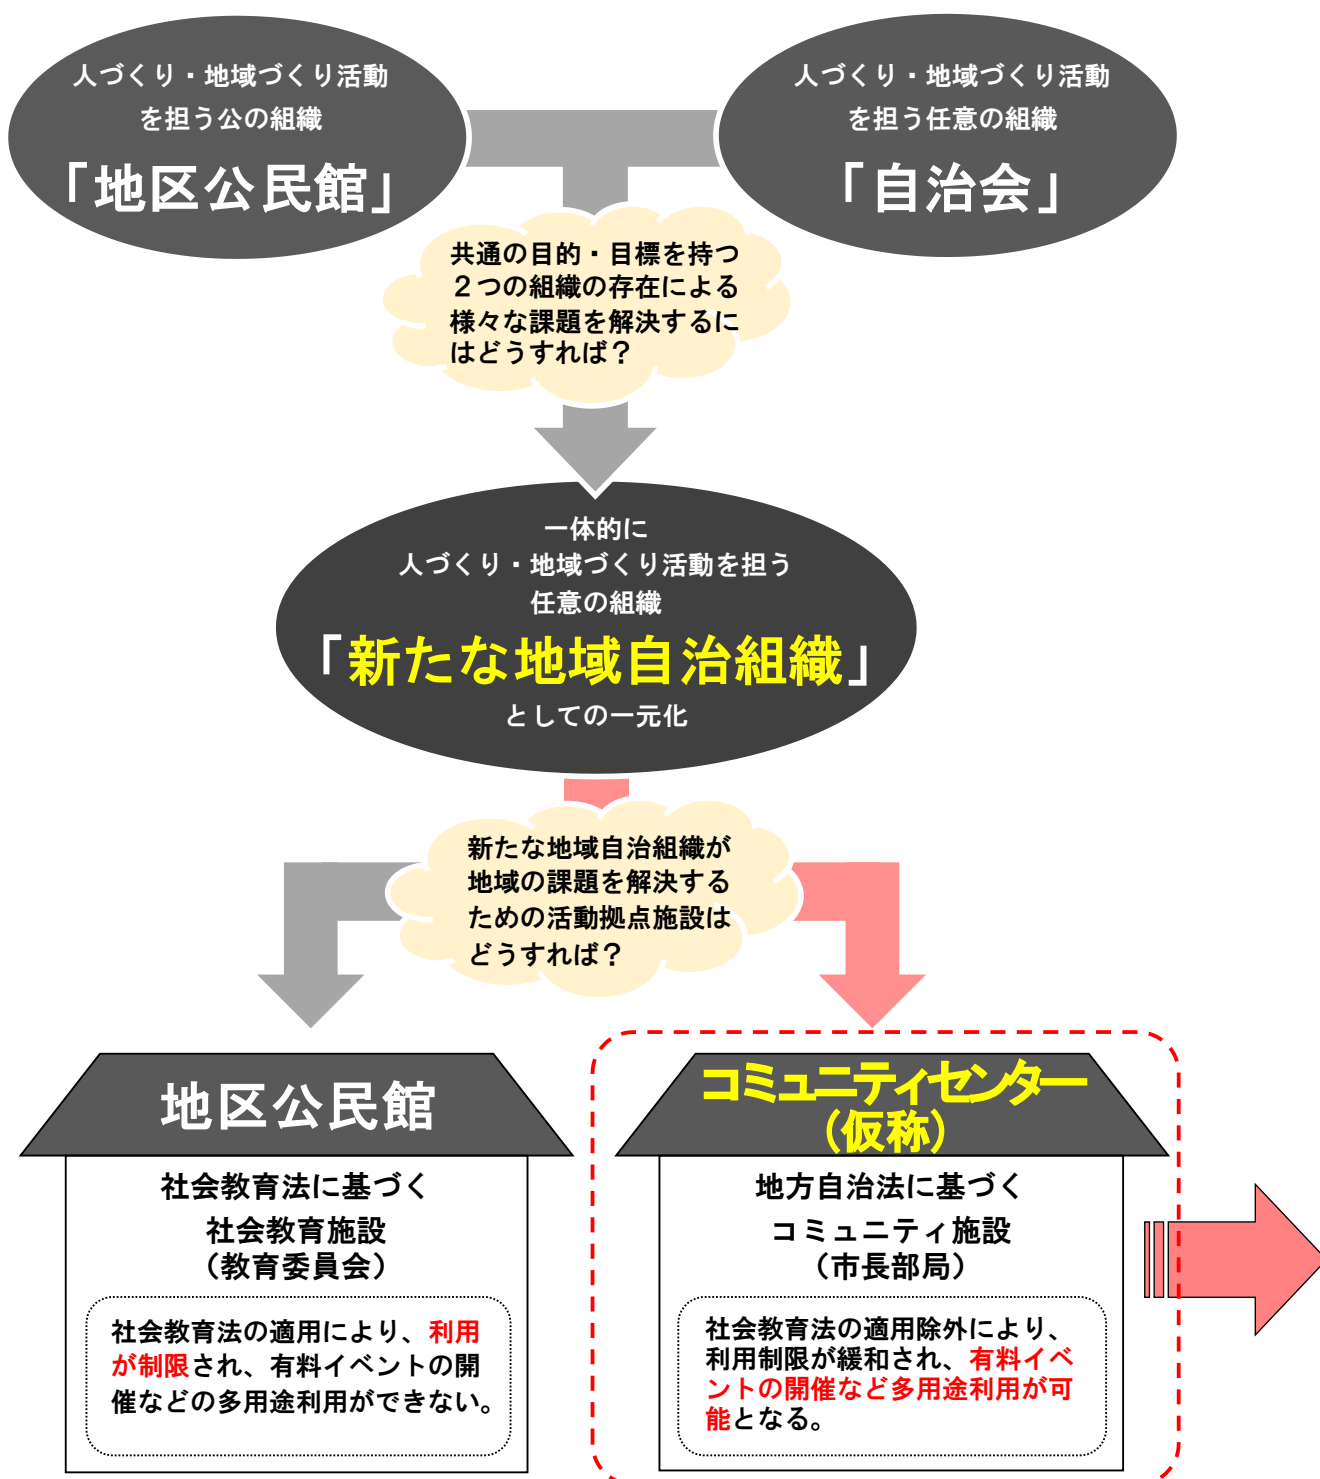 人づくり・地域づくり活動
を担う公の組織
「地区公民館」
人づくり・地域づくり活動
を担う任意の組織
「自治会」
共通の目的・目標を持つ
２つの組織の存在による
様々な課題を解決するに
はどうすれば？
一体的に
人づくり・地域づくり活動を担う
任意の組織
「新たな地域自治組織」
としての一元化
新たな地域自治組織が
地域の課題を解決する
ための活動拠点施設は
どうすれば？
地区公民館
社会教育法に基づく
社会教育施設
（教育委員会）
社会教育法の適用により、利用
が制限され、有料イベントの開
催などの多用途利用ができない。
コミュニティセンター
（仮称）
地方自治法に基づく
コミュニティ施設
（市長部局）
社会教育法の適用除外により、
利用制限が緩和され、有料イベ
ントの開催など多用途利用が可
能となる。